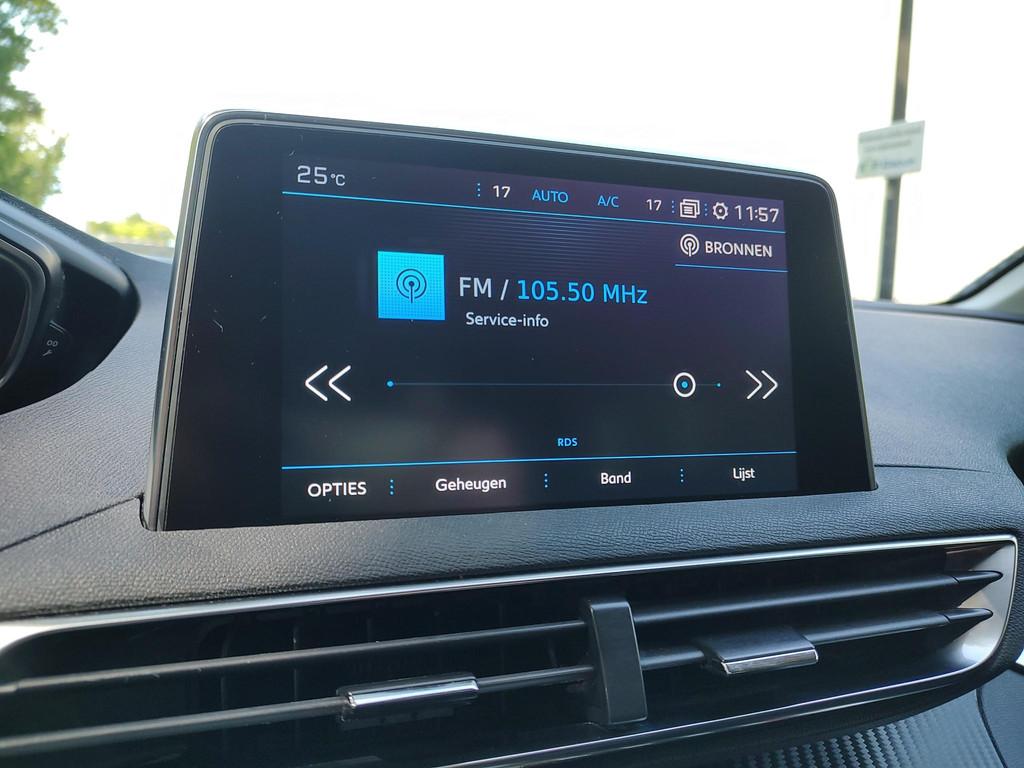 25°C 17 AUTO A/C 17 11:57
BRONNEN
FM / 105.50 MHz
Service-info
RDS
OPTIES Geheugen Band Lijst